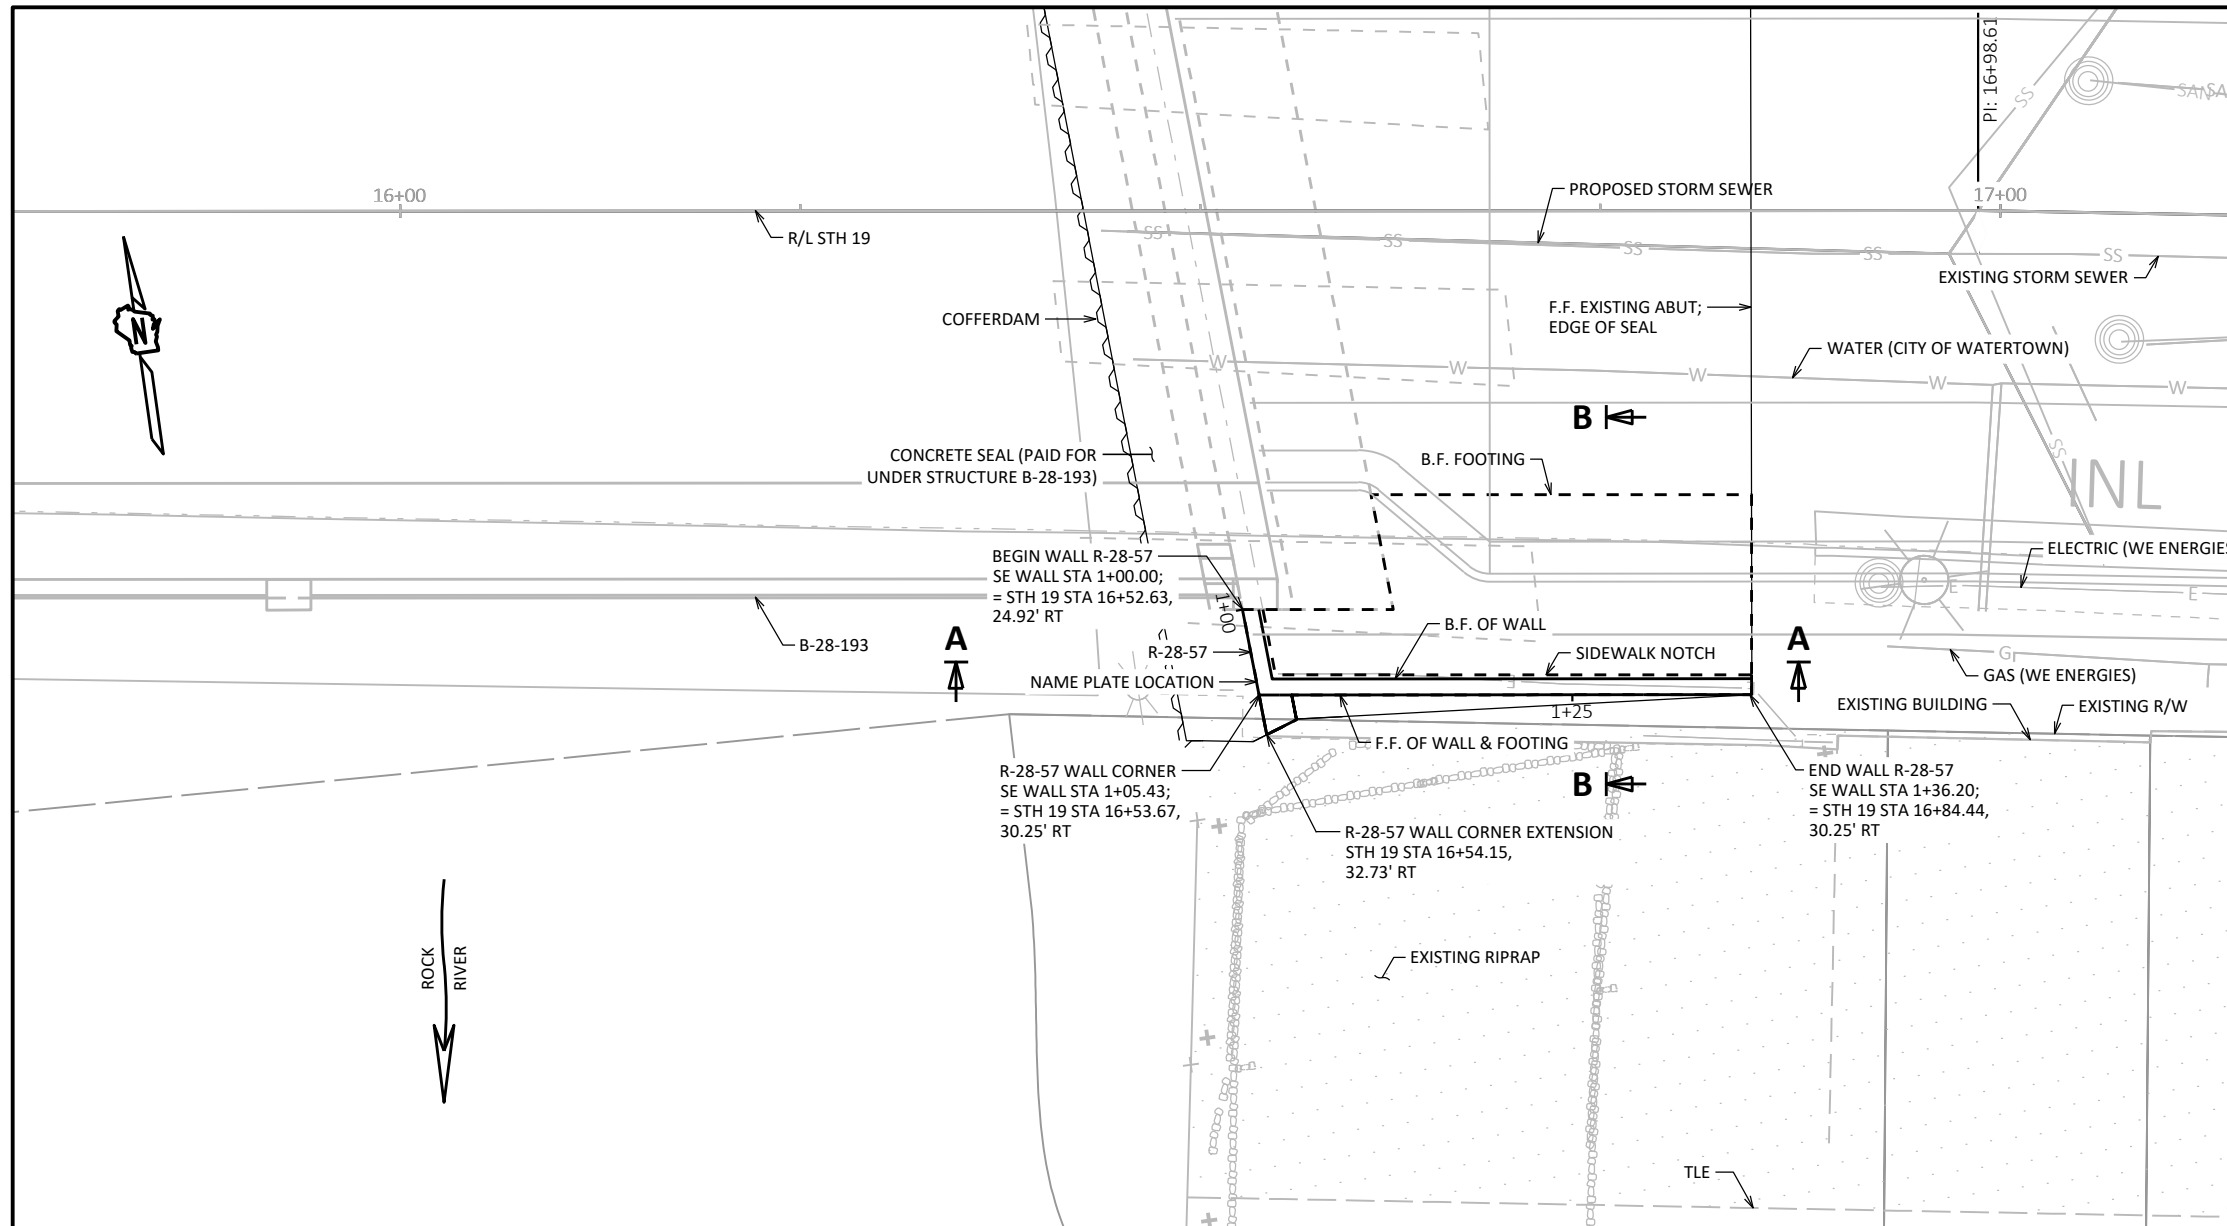 PI: 16+98.61
SS
SAN
SA
16+00
17+00
PROPOSED STORM SEWER
R/L STH 19
SS
SS
SS
SS
SS
EXISTING STORM SEWER
N
COFFERDAM
F.F. EXISTING ABUT;
EDGE OF SEAL
WATER (CITY OF WATERTOWN)
W
W
W
W
W
B
CONCRETE SEAL (PAID FOR
UNDER STRUCTURE B-28-193)
B.F. FOOTING
SS
INL
BEGIN WALL R-28-57
SE WALL STA 1+00.00;
= STH 19 STA 16+52.63,
24.92' RT
1+00
ELECTRIC (WE ENERGIES
E
E
B-28-193
A
R-28-57
B.F. OF WALL
SIDEWALK NOTCH
A
G
GAS (WE ENERGIES)
NAME PLATE LOCATION
1+25
EXISTING BUILDING
EXISTING R/W
F.F. OF WALL & FOOTING
R-28-57 WALL CORNER
SE WALL STA 1+05.43;
= STH 19 STA 16+53.67,
30.25' RT
B
END WALL R-28-57
SE WALL STA 1+36.20;
= STH 19 STA 16+84.44,
30.25' RT
R-28-57 WALL CORNER EXTENSION
STH 19 STA 16+54.15,
32.73' RT
ROCK
RIVER
EXISTING RIPRAP
TLE